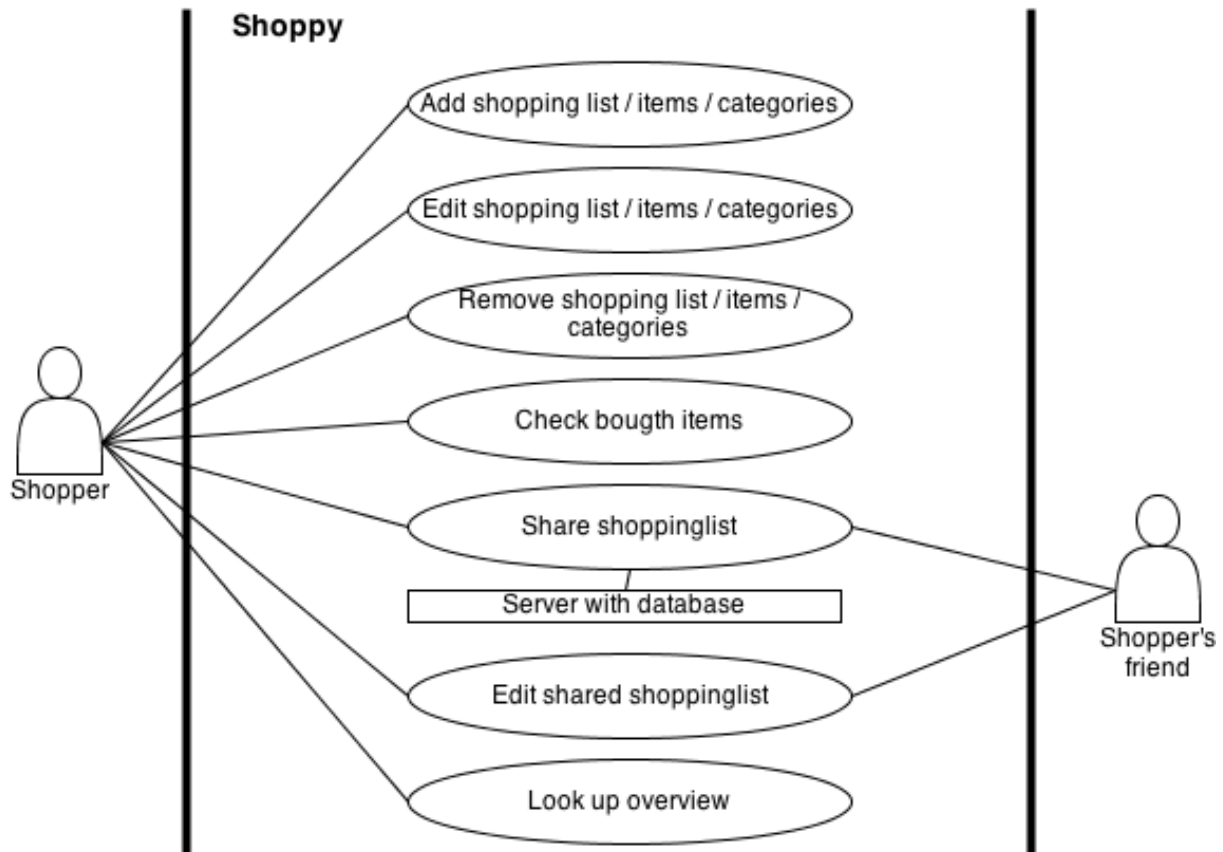 Shoppy
Add shopping list / items / categories
Edit shopping list / items / categories
Remove shopping list / items /
categories
Check bougth items
Shopper
Share shoppinglist
Server with database
Shopper's
friend
Edit shared shoppinglist
Look up overview